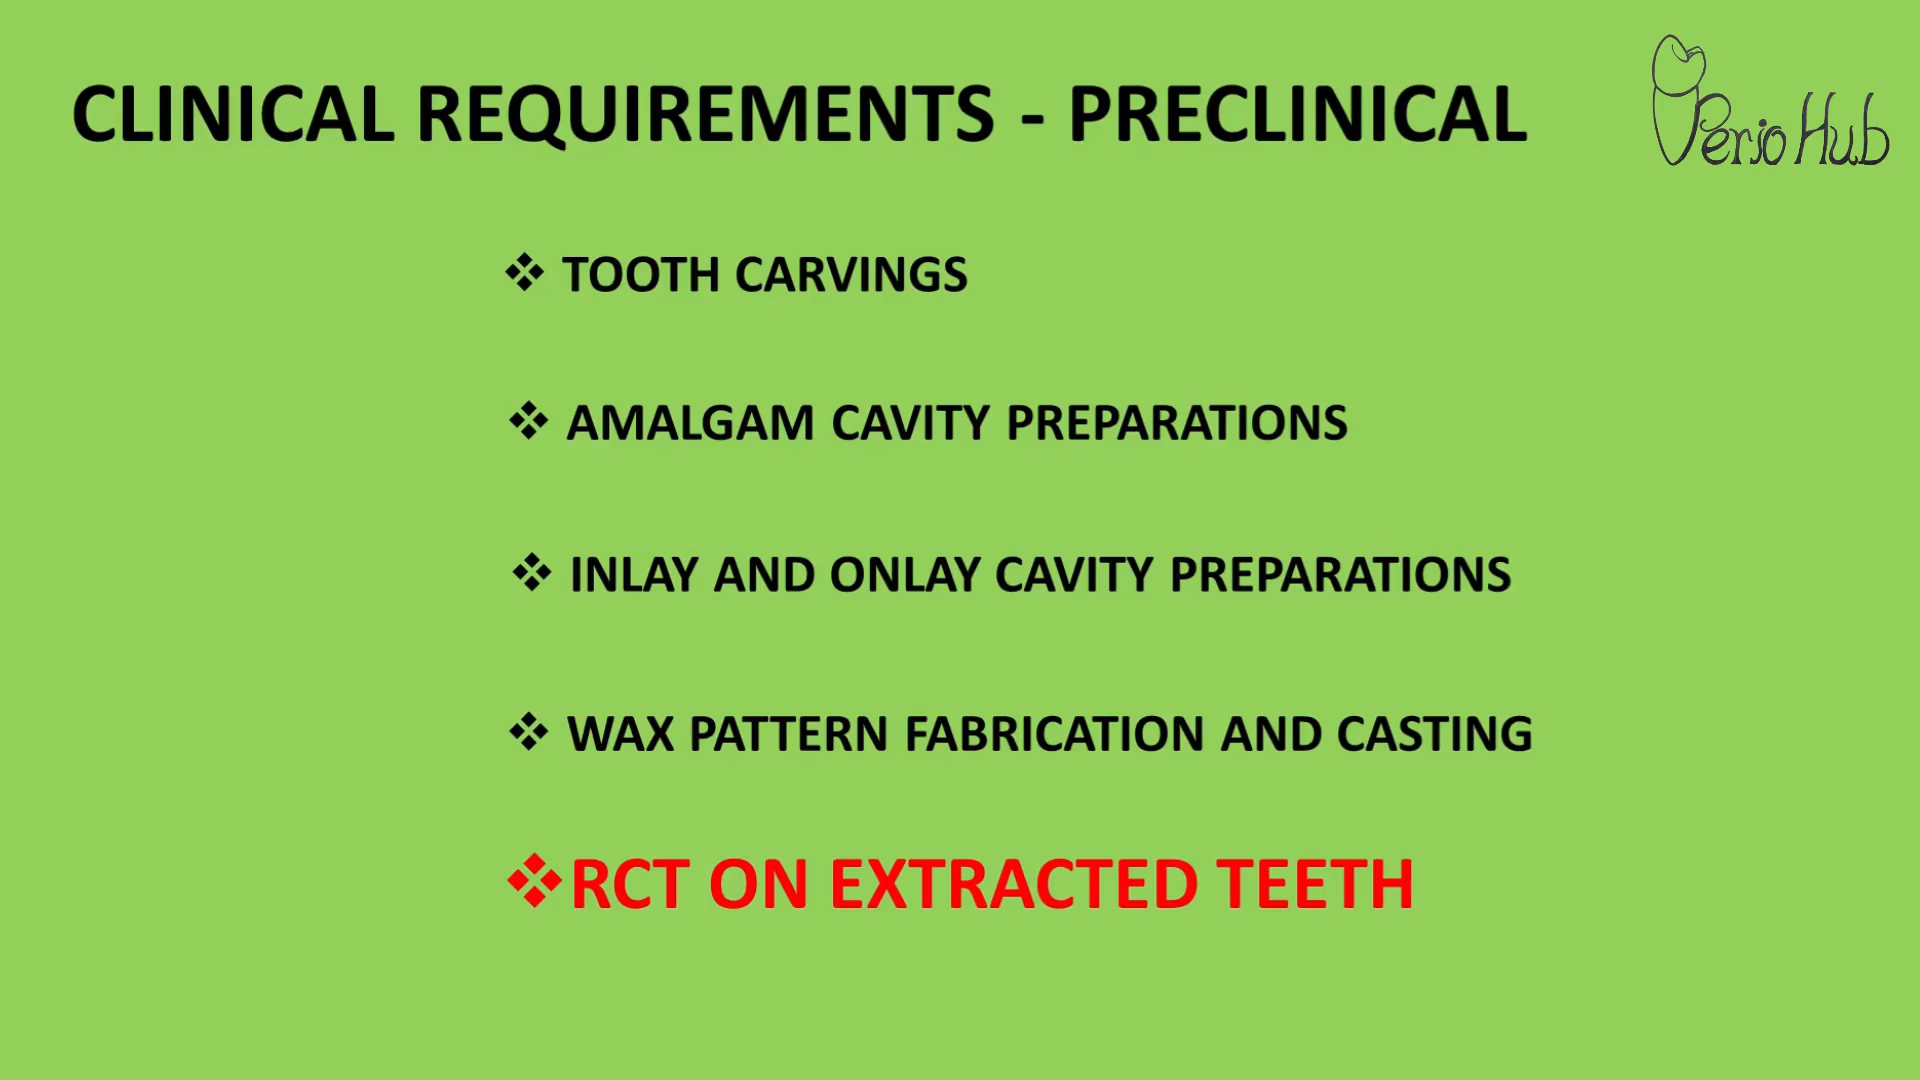 CLINICAL REQUIREMENTS - PRECLINICAL
Perio Hub
❖ TOOTH CARVINGS
❖ AMALGAM CAVITY PREPARATIONS
❖ INLAY AND ONLAY CAVITY PREPARATIONS
❖ WAX PATTERN FABRICATION AND CASTING
❖RCT ON EXTRACTED TEETH